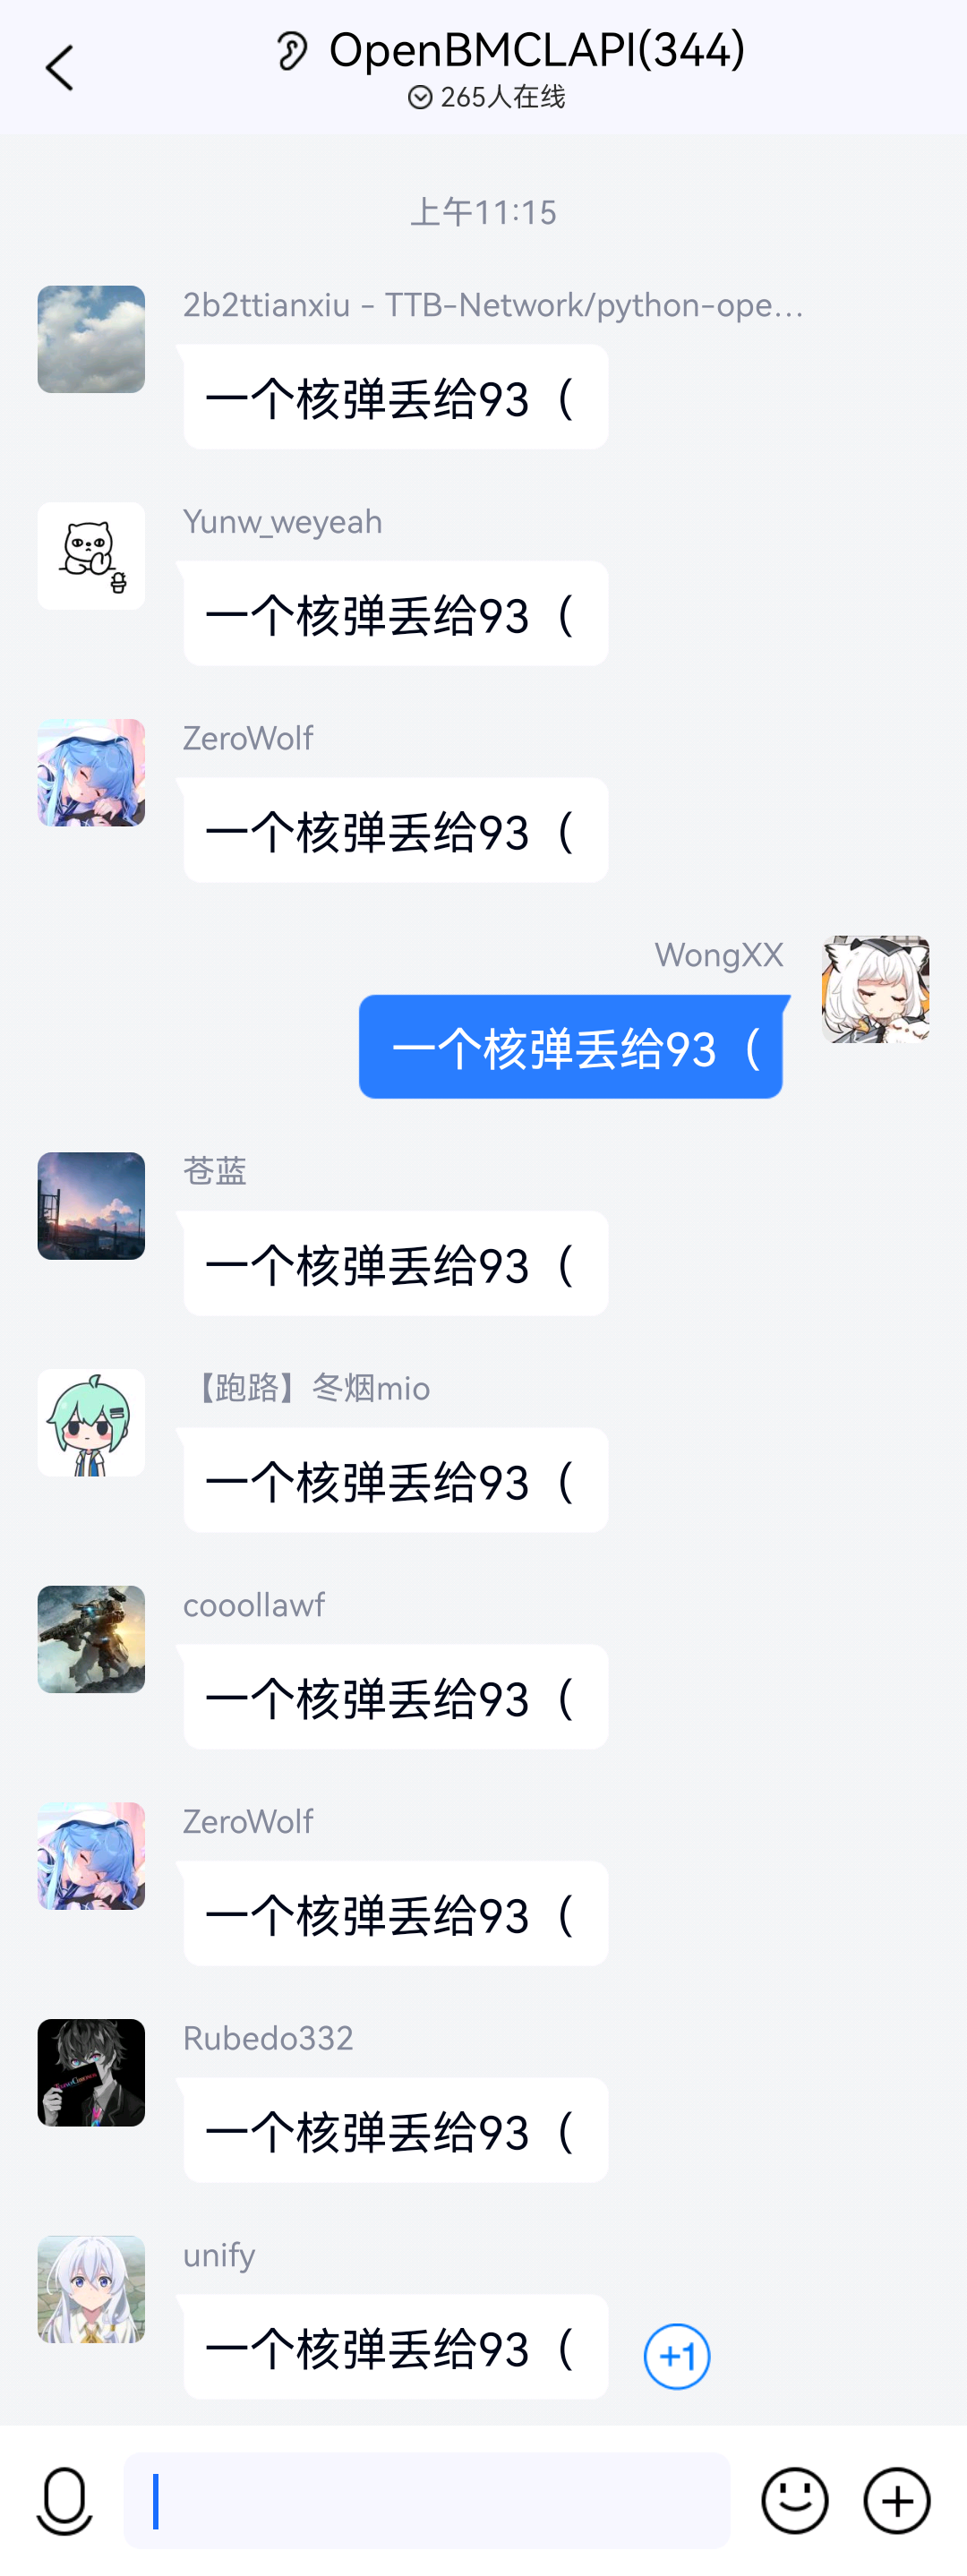 OpenBMCLAPI(344)
265人在线
上午11:15
2b2ttianxiu - TTB-Network/python-ope...
一个核弹丢给93（
Yunw_weyeah
一个核弹丢给93（
ZeroWolf
一个核弹丢给93（
WongXX
一个核弹丢给93（
苍蓝
一个核弹丢给93（
【跑路】冬烟mio
一个核弹丢给93（
cooollawf
一个核弹丢给93（
ZeroWolf
一个核弹丢给93（
Rubedo332
一个核弹丢给93（
unify
一个核弹丢给93（
+1